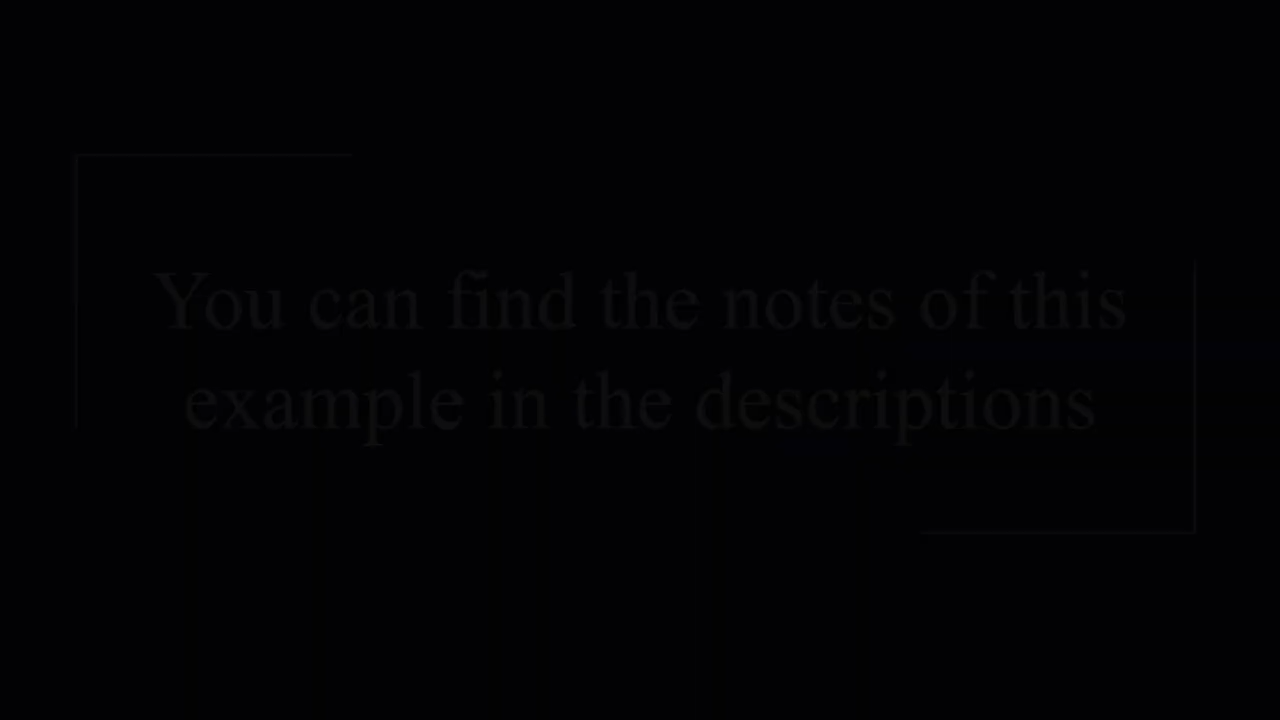 You can find the notes of this
example in the descriptions